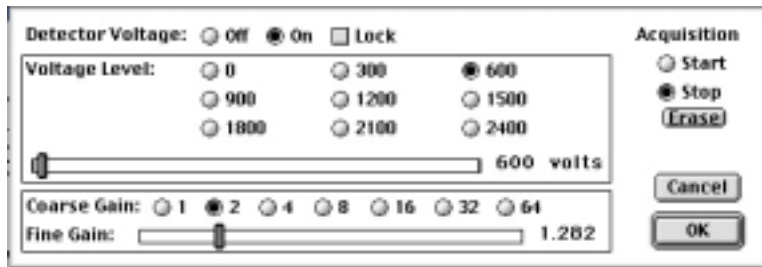 Detector Voltage: Off On Lock
Voltage Level: 0 300 600
900 1200 1500
1800 2100 2400
600 volts
Coarse Gain: 1 2 4 8 16 32 64
Fine Gain: 1.282
Acquisition
Start
Stop
Erase
Cancel
OK